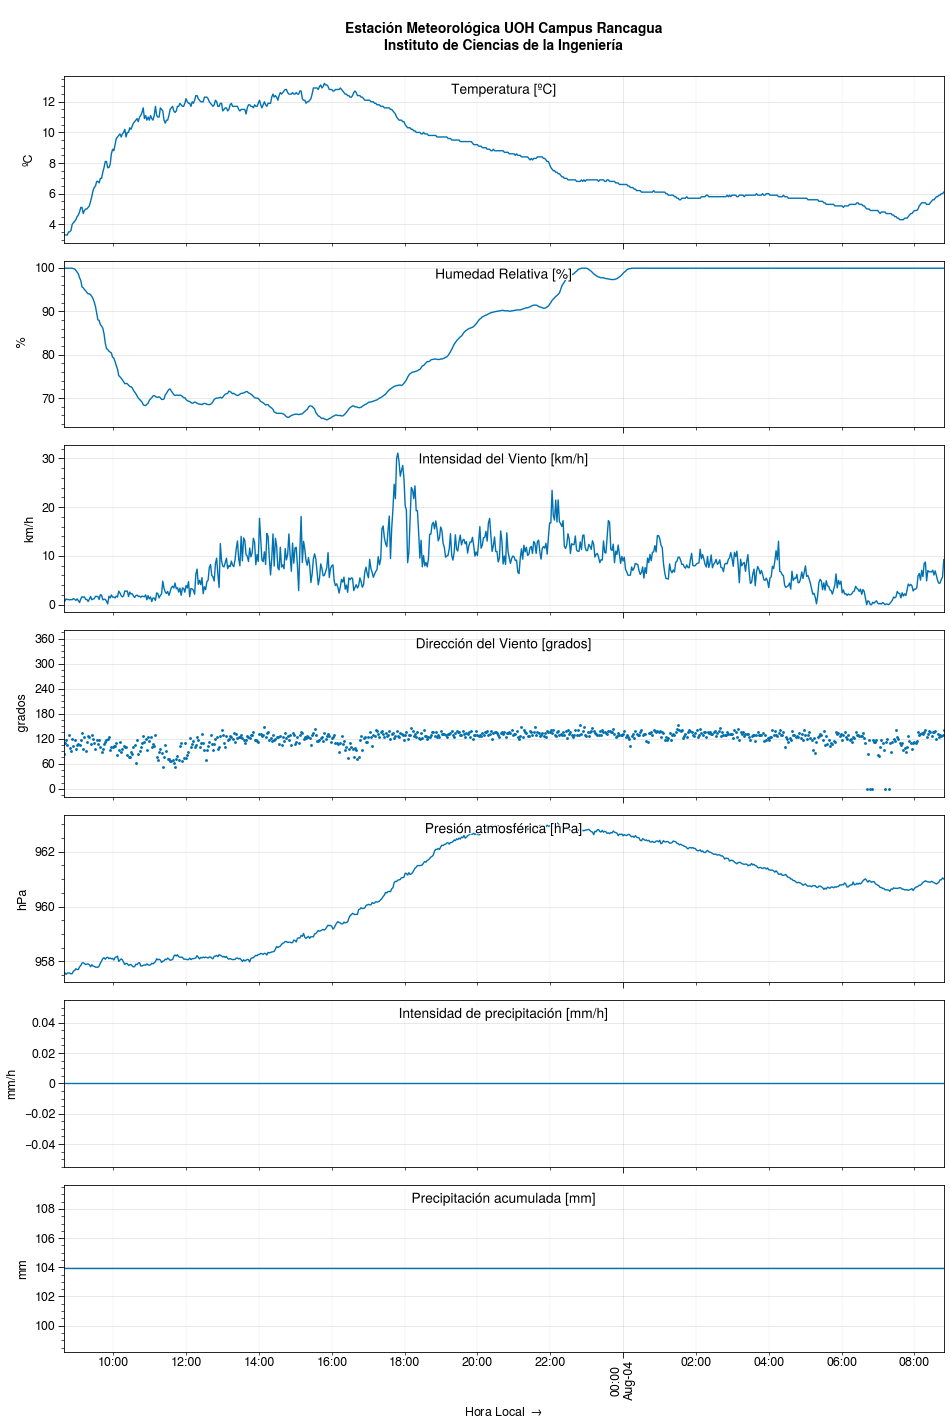 Estación Meteorológica UOH Campus Rancagua
Instituto de Ciencias de la Ingeniería
Temperatura [ºC]
ºC
12
10
8
6
4
Humedad Relativa [%]
%
100
90
80
70
Intensidad del Viento [km/h]
km/h
30
20
10
0
Dirección del Viento [grados]
grados
360
300
240
180
120
60
0
Presión atmosférica [hPa]
hPa
962
960
958
Intensidad de precipitación [mm/h]
mm/h
0.04
0.02
0
−0.02
−0.04
Precipitación acumulada [mm]
mm
108
106
104
102
100
10:00 12:00 14:00 16:00 18:00 20:00 22:00 00:00 02:00 04:00 06:00 08:00
Aug-04
Hora Local →